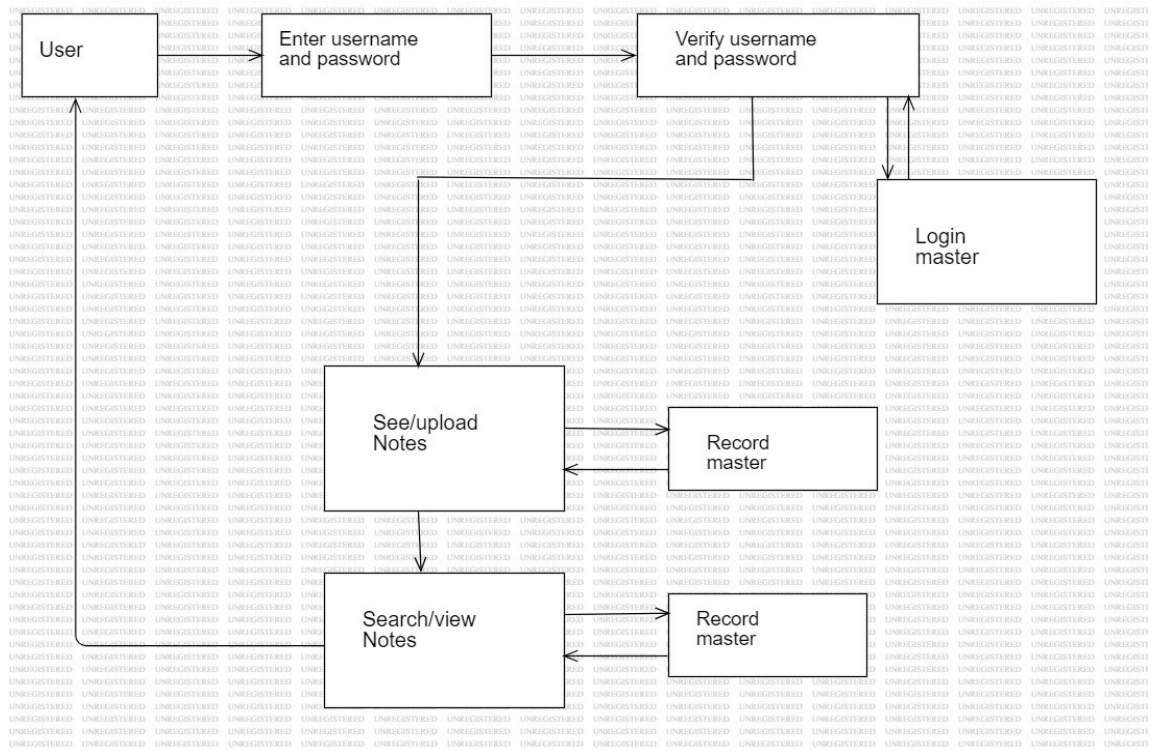 User
Enter username
and password
Verify username
and password
Login
master
See/upload
Notes
Record
master
Search/view
Notes
Record
master
UNREGISTERED